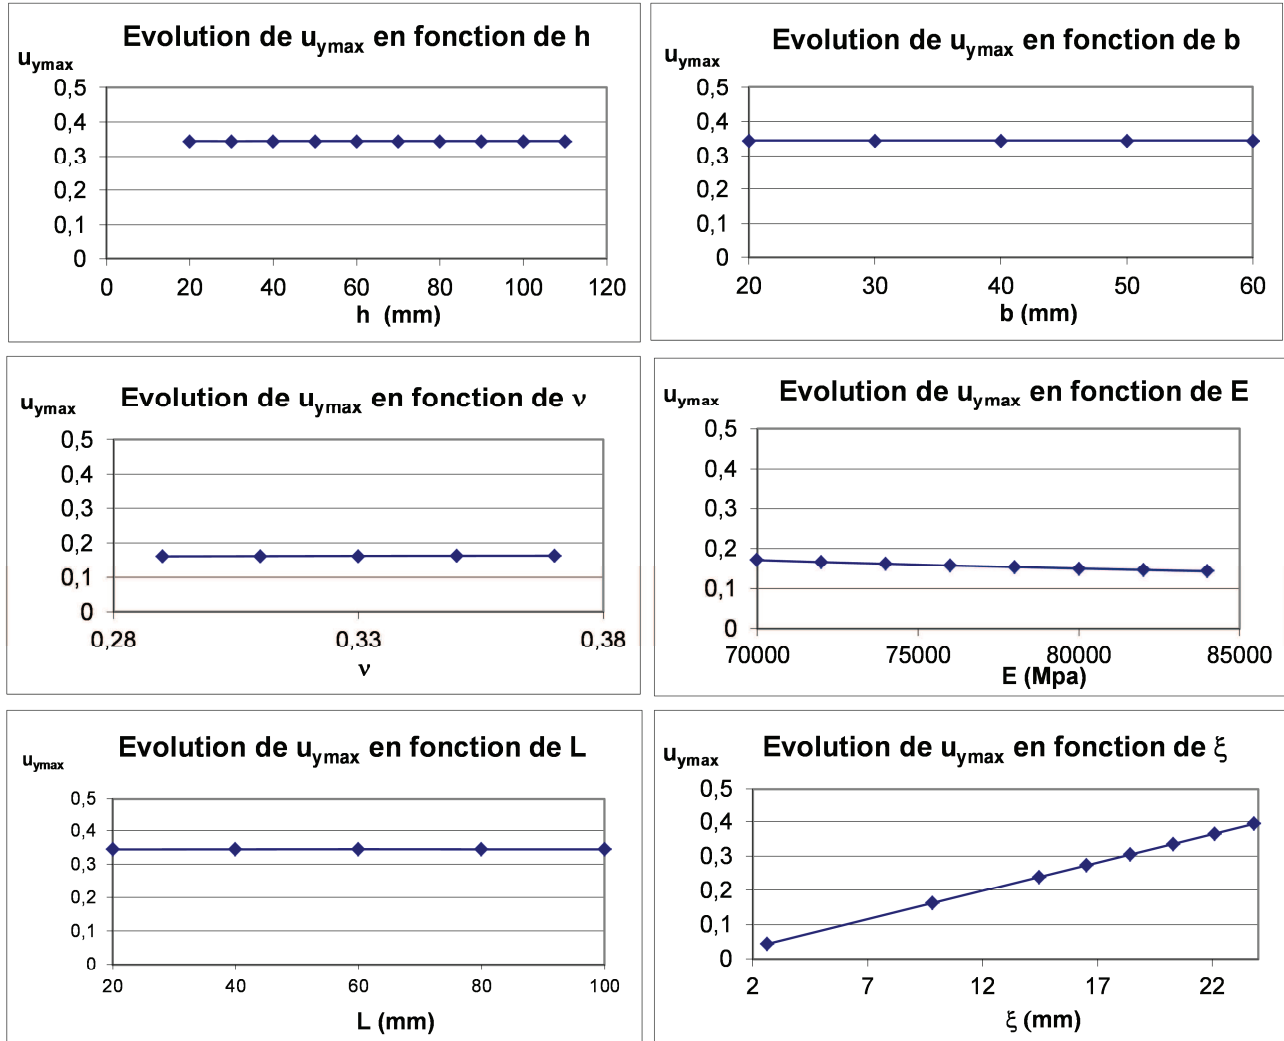 Evolution de uymax en fonction de h
uymax
0,5
0,4
0,3
0,2
0,1
0
0 20 40 60 80 100 120
h (mm)
Evolution de uymax en fonction de b
uymax
0,5
0,4
0,3
0,2
0,1
0
20 30 40 50 60
b (mm)
Evolution de uymax en fonction de ν
uymax
0,5
0,4
0,3
0,2
0,1
0
0,28 0,33 0,38
ν
Evolution de uymax en fonction de E
uymax
0,5
0,4
0,3
0,2
0,1
0
70000 75000 80000 85000
E (Mpa)
Evolution de uymax en fonction de L
uymax
0,5
0,4
0,3
0,2
0,1
0
20 40 60 80 100
L (mm)
Evolution de uymax en fonction de ξ
uymax
0,5
0,4
0,3
0,2
0,1
0
2 7 12 17 22
ξ (mm)